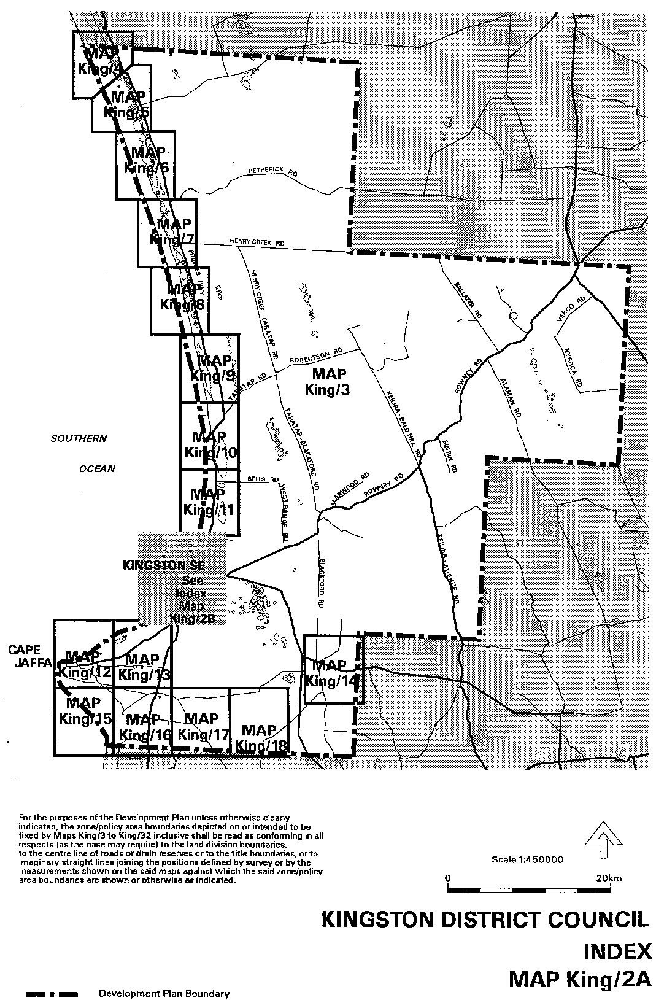 MAP
King/4
MAP
King/5
MAP
King/6
PETHERICK RD
MAP
King/7
HENRY CREEK RD
PRINCES HWY
MAP
King/8
HENRY CREEK - TARATAP RD
BALLATER RD
VERCO RD
NYROCA RD
MAP
King/9
TARATAP RD
ROBERTSON RD
MAP
King/3
ROWNEY RD
ALAMAN RD
KEILIRA - BALD HILL RD
TARATAP - BLACKFORD RD
SOUTHERN
OCEAN
MAP
King/10
BIN BIN RD
BELLS RD
WEST RANGE RD
MARWOOD RD
ROWNEY RD
MAP
King/11
KEILIRA - AVENUE RD
BLACKFORD RD
KINGSTON SE
See
Index
Map
King/2B
CAPE
JAFFA
MAP
King/12
MAP
King/13
MAP
King/14
MAP
King/15
MAP
King/16
MAP
King/17
MAP
King/18
For the purposes of the Development Plan unless otherwise clearly
indicated, the zone/policy area boundaries depicted on or intended to be
fixed by Maps King/3 to King/32 inclusive shall be read as conforming in all
respects (as the case may require) to the land division boundaries,
to the centre line of roads or drain reserves or to the title boundaries, or to
imaginary straight lines joining the positions defined by survey or by the
measurements shown on the said maps against which the said zone/policy
area boundaries are shown or otherwise as indicated.
Scale 1:450000
0 20km
KINGSTON DISTRICT COUNCIL
INDEX
MAP King/2A
Development Plan Boundary